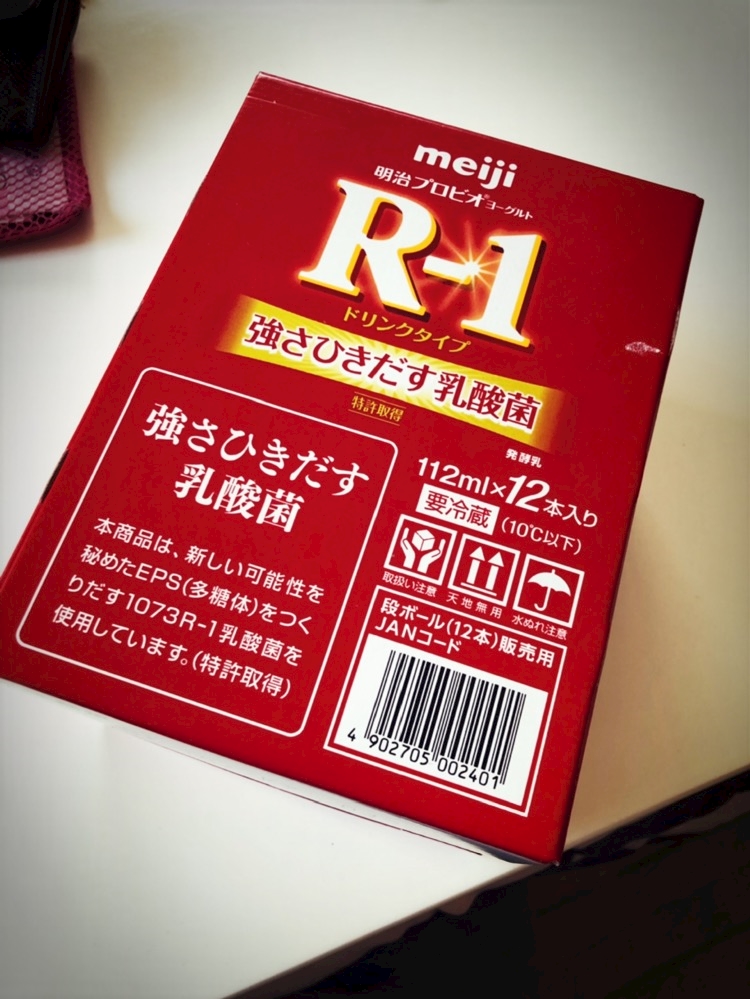 meiji
明治プロビオ®ヨーグルト
R-1
ドリンクタイプ
強さひきだす乳酸菌
特許取得
強さひきだす
乳酸菌
本商品は、新しい可能性を
秘めたEPS(多糖体)をつく
りだす1073R-1乳酸菌を
使用しています。(特許取得)
発酵乳
112ml×12本入り
要冷蔵 (10℃以下)
取扱い注意 天地無用 水ぬれ注意
段ボール(12本)販売用
JANコード
4 902705 002401